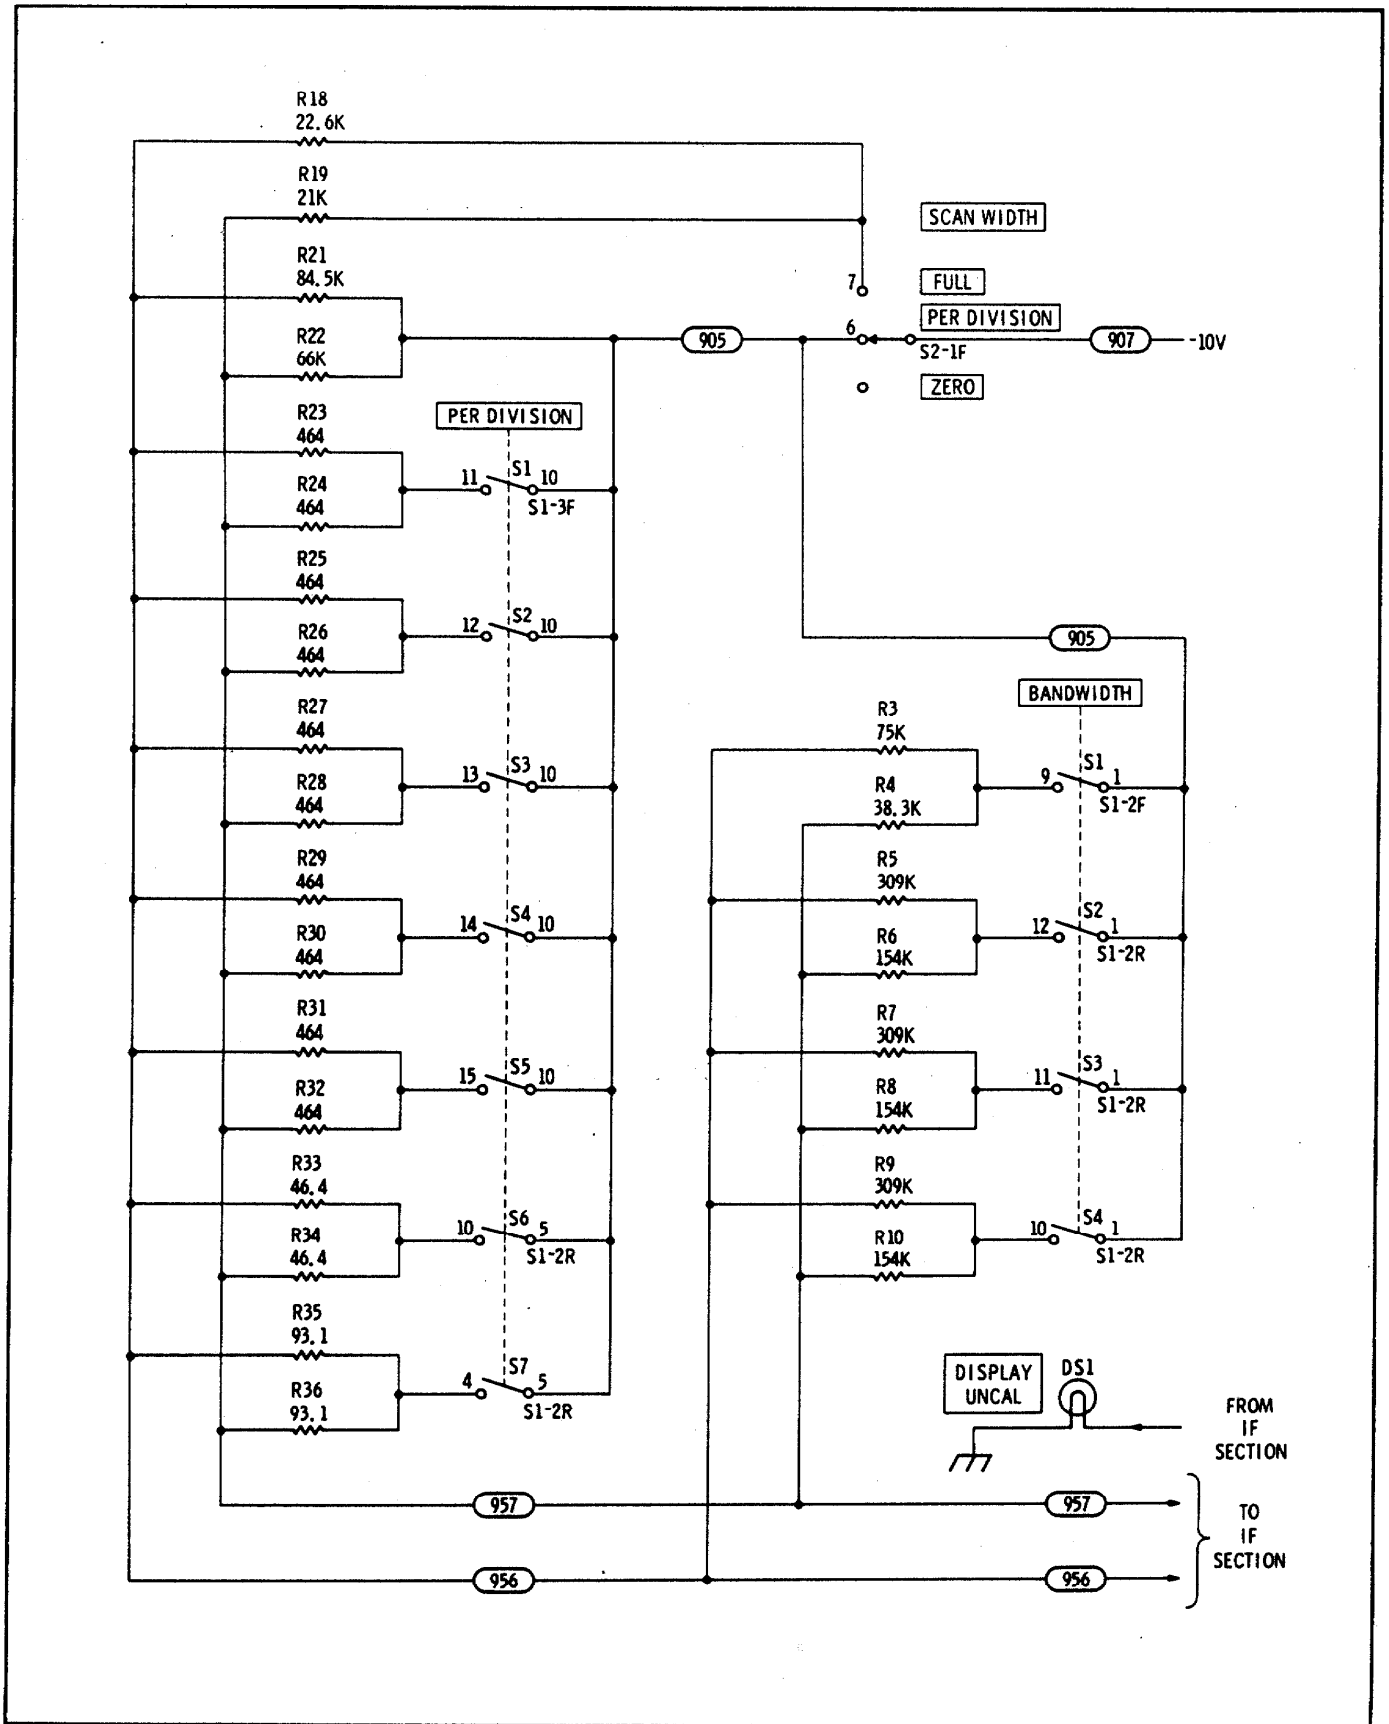 R18
22.6K
R19
21K
SCAN WIDTH
R21
84.5K
7
FULL
PER DIVISION
R22
66K
905
6
S2-1F
907
-10V
ZERO
PER DIVISION
R23
464
R24
464
11
S1
10
S1-3F
R25
464
R26
464
12
S2
10
905
BANDWIDTH
R27
464
R28
464
13
S3
10
R3
75K
R4
38.3K
9
S1
1
S1-2F
R29
464
R30
464
14
S4
10
R5
309K
R6
154K
12
S2
1
S1-2R
R31
464
R32
464
15
S5
10
R7
309K
R8
154K
11
S3
1
S1-2R
R33
46.4
R34
46.4
10
S6
5
S1-2R
R9
309K
R10
154K
10
S4
1
S1-2R
R35
93.1
R36
93.1
4
S7
5
S1-2R
DISPLAY
UNCAL
DS1
FROM
IF
SECTION
957
957
TO
IF
SECTION
956
956